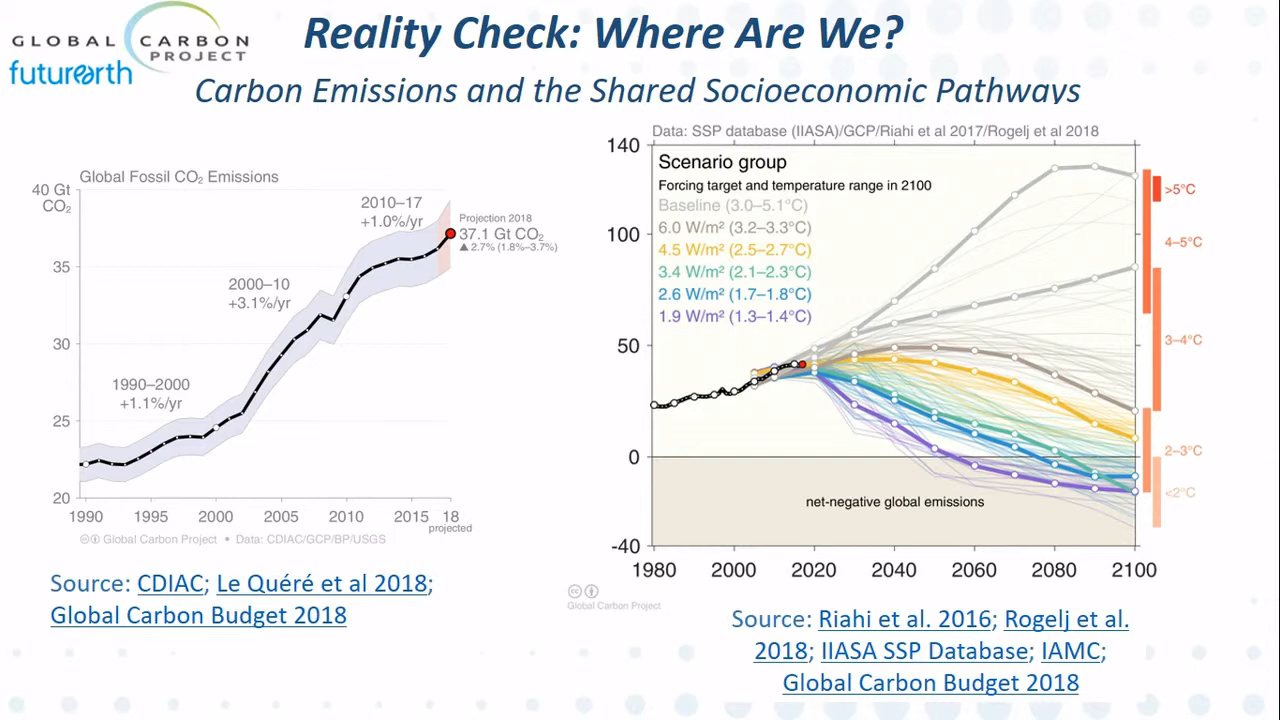 GLOBAL CARBON
PROJECT
futurearth
Reality Check: Where Are We?
Carbon Emissions and the Shared Socioeconomic Pathways
Global Fossil CO₂ Emissions
40 Gt
CO₂
35
30
25
20
1990–2000
+1.1%/yr
2000–10
+3.1%/yr
2010–17
+1.0%/yr
Projection 2018
37.1 Gt CO₂
▲ 2.7% (1.8%–3.7%)
1990 1995 2000 2005 2010 2015 18
projected
Global Carbon Project • Data: CDIAC/GCP/BP/USGS
Source: CDIAC; Le Quéré et al 2018;
Global Carbon Budget 2018
Data: SSP database (IIASA)/GCP/Riahi et al 2017/Rogelj et al 2018
140
100
50
0
-40
Scenario group
Forcing target and temperature range in 2100
Baseline (3.0–5.1°C)
6.0 W/m² (3.2–3.3°C)
4.5 W/m² (2.5–2.7°C)
3.4 W/m² (2.1–2.3°C)
2.6 W/m² (1.7–1.8°C)
1.9 W/m² (1.3–1.4°C)
>5°C
4–5°C
3–4°C
2–3°C
<2°C
net-negative global emissions
1980 2000 2020 2040 2060 2080 2100
cc
Global Carbon Project
Source: Riahi et al. 2016; Rogelj et al.
2018; IIASA SSP Database; IAMC;
Global Carbon Budget 2018